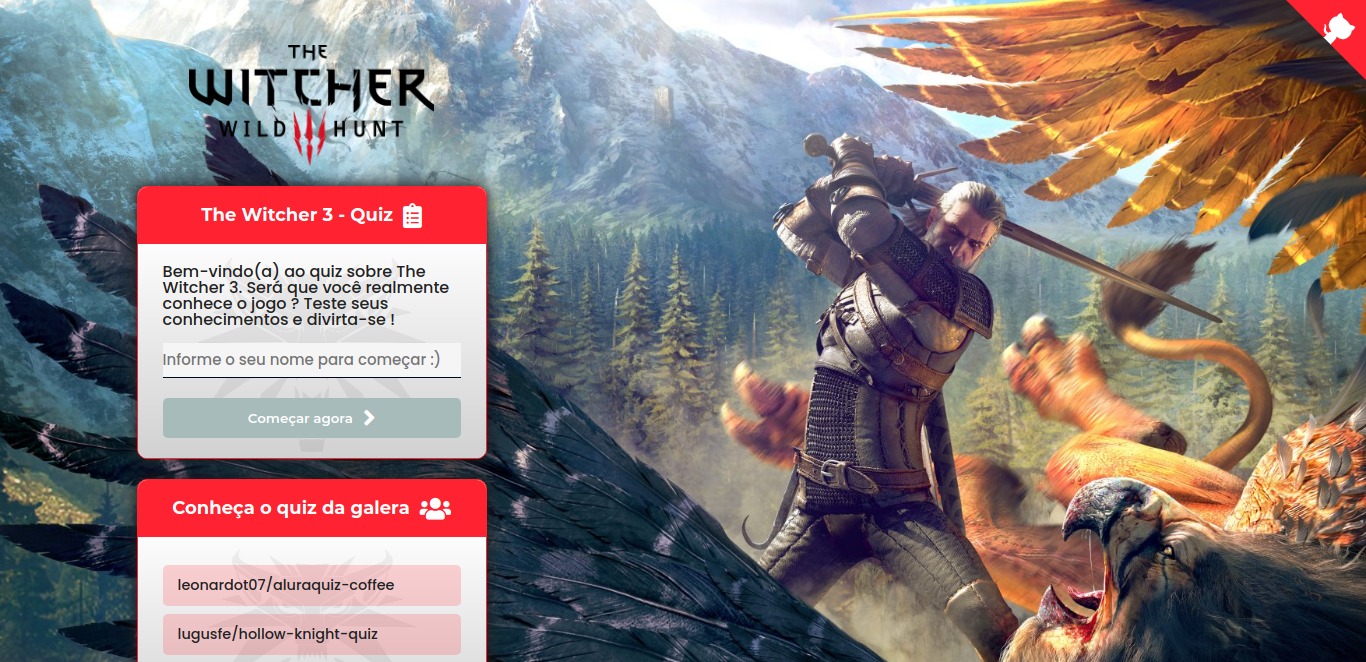 THE
WITCHER
WILD III HUNT
The Witcher 3 - Quiz
Bem-vindo(a) ao quiz sobre The
Witcher 3. Será que você realmente
conhece o jogo ? Teste seus
conhecimentos e divirta-se !
Informe o seu nome para começar :)
Começar agora
Conheça o quiz da galera
leonardot07/aluraquiz-coffee
lugusfe/hollow-knight-quiz